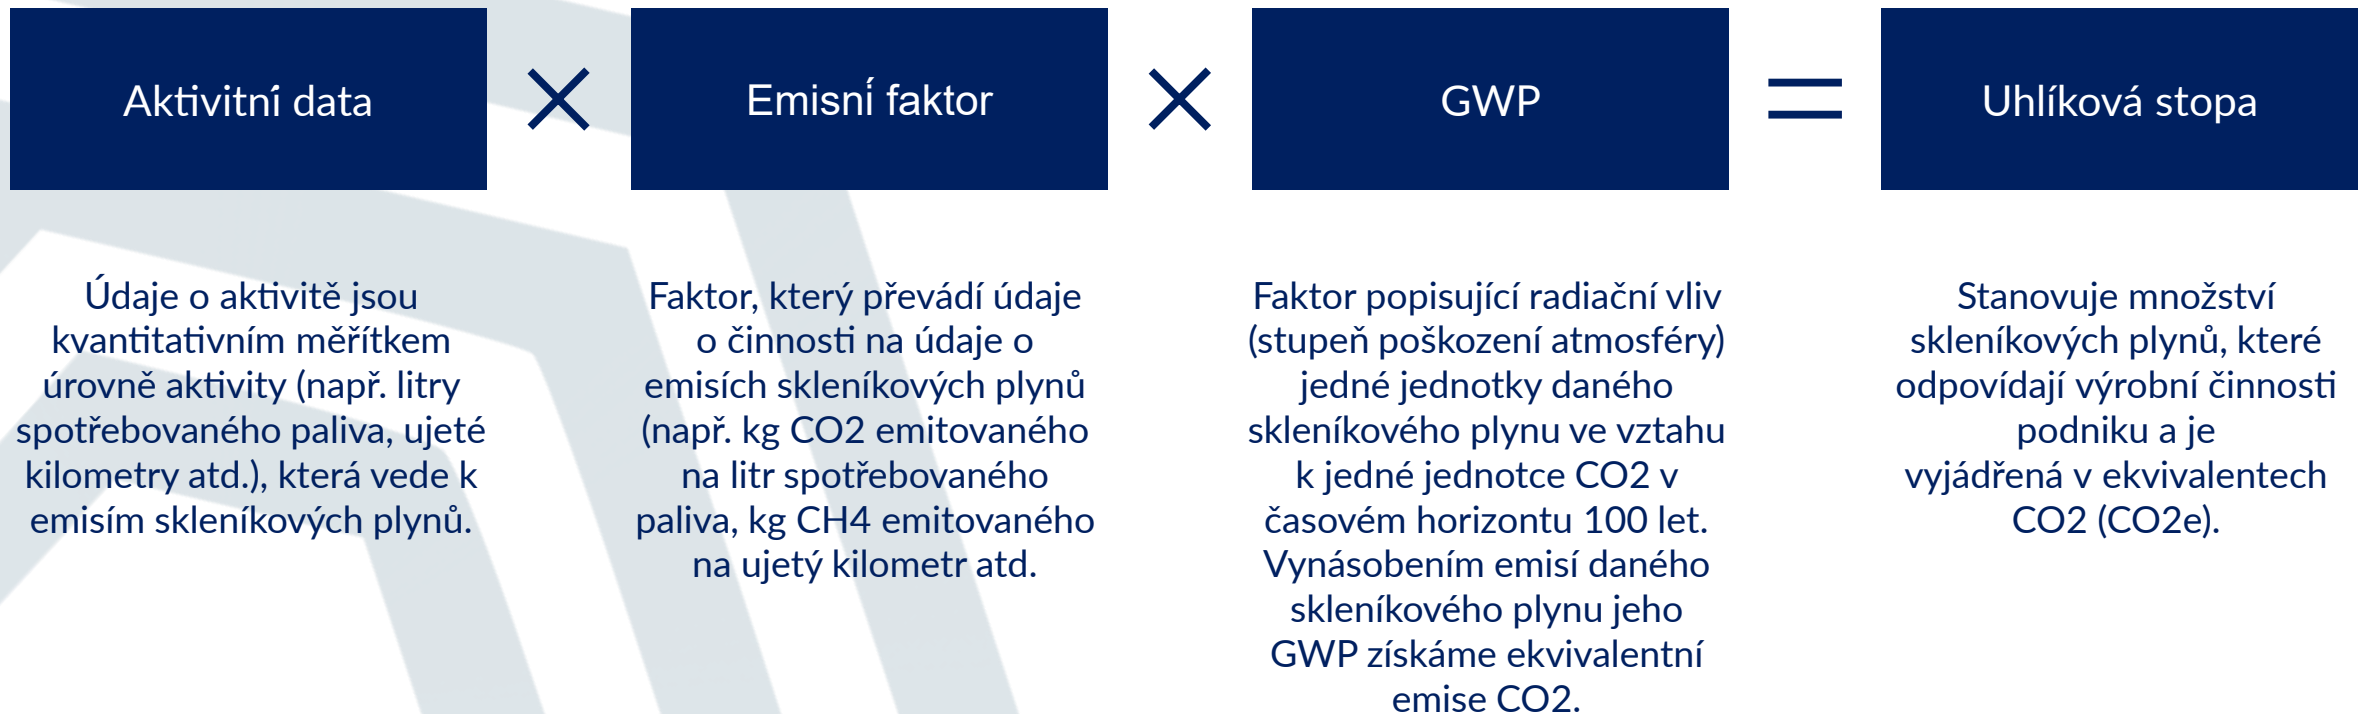 Aktivitní data
×
Emisní faktor
×
GWP
=
Uhlíková stopa
Údaje o aktivitě jsou
kvantitativním měřítkem
úrovně aktivity (např. litry
spotřebovaného paliva, ujeté
kilometry atd.), která vede k
emisím skleníkových plynů.
Faktor, který převádí údaje
o činnosti na údaje o
emisích skleníkových plynů
(např. kg CO2 emitovaného
na litr spotřebovaného
paliva, kg CH4 emitovaného
na ujetý kilometr atd.
Faktor popisující radiační vliv
(stupeň poškození atmosféry)
jedné jednotky daného
skleníkového plynu ve vztahu
k jedné jednotce CO2 v
časovém horizontu 100 let.
Vynásobením emisí daného
skleníkového plynu jeho
GWP získáme ekvivalentní
emise CO2.
Stanovuje množství
skleníkových plynů, které
odpovídají výrobní činnosti
podniku a je
vyjádřená v ekvivalentech
CO2 (CO2e).